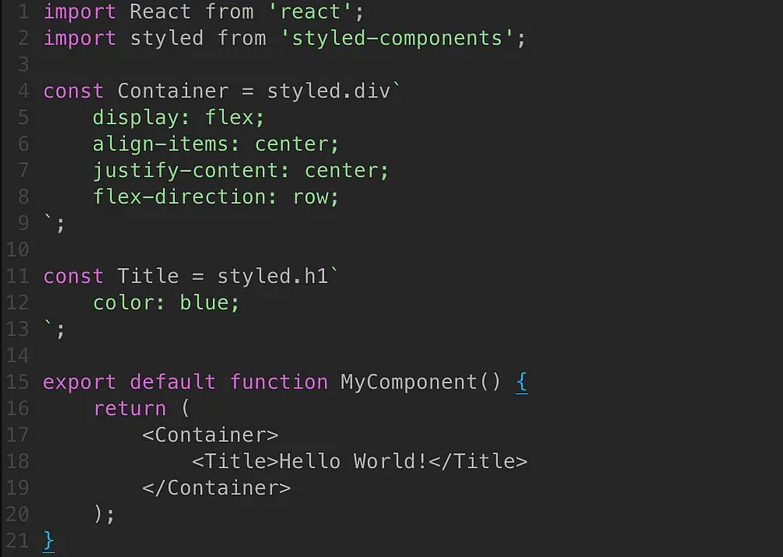 1 import React from 'react';
2 import styled from 'styled-components';
3
4 const Container = styled.div`
5     display: flex;
6     align-items: center;
7     justify-content: center;
8     flex-direction: row;
9 `;
10
11 const Title = styled.h1`
12     color: blue;
13 `;
14
15 export default function MyComponent() {
16     return (
17         <Container>
18             <Title>Hello World!</Title>
19         </Container>
20     );
21 }